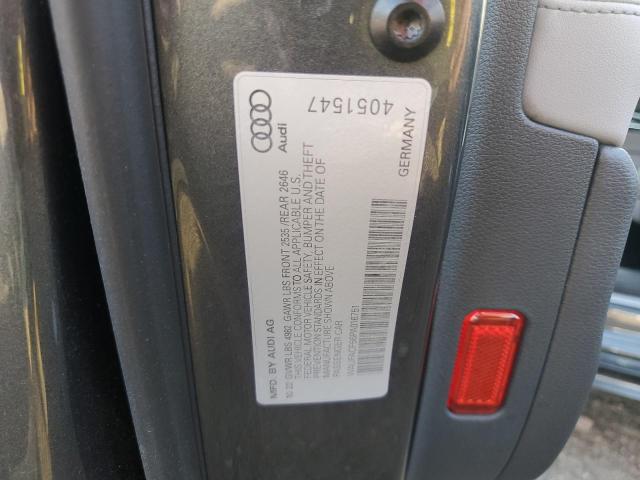 Audi
4051547
GERMANY
MFD. BY AUDI AG
10 22 GVWR LBS 4982 GAWR LBS FRONT 2535 / REAR 2646
THIS VEHICLE CONFORMS TO ALL APPLICABLE U.S.
FEDERAL MOTOR VEHICLE SAFETY, BUMPER AND THEFT
PREVENTION STANDARDS IN EFFECT ON THE DATE OF
MANUFACTURE SHOWN ABOVE
PASSENGER CAR